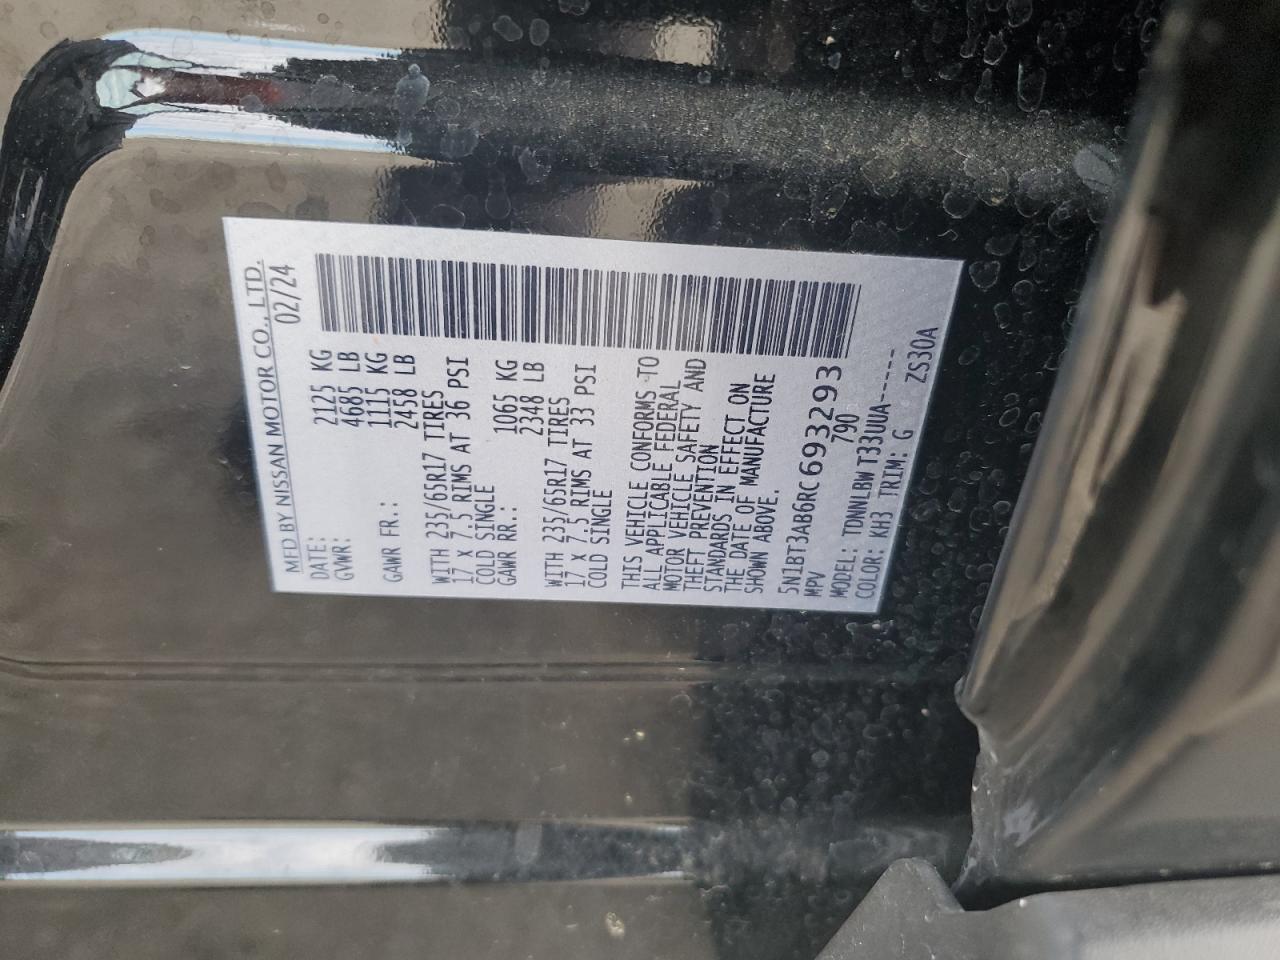 MFD BY NISSAN MOTOR CO., LTD.
DATE: 02/24
GVWR: 2125 KG
4685 LB
GAWR FR.: 1115 KG
2458 LB
WITH 235/65R17 TIRES
17 X 7.5 RIMS AT 36 PSI
COLD SINGLE
GAWR RR.: 1065 KG
2348 LB
WITH 235/65R17 TIRES
17 X 7.5 RIMS AT 33 PSI
COLD SINGLE
THIS VEHICLE CONFORMS TO
ALL APPLICABLE FEDERAL
MOTOR VEHICLE SAFETY AND
THEFT PREVENTION
STANDARDS IN EFFECT ON
THE DATE OF MANUFACTURE
SHOWN ABOVE.
5N1BT3AB6RC693293
MPV 790
MODEL: TDNNLBW T33UUA------
COLOR: KH3 TRIM: G ZS30A